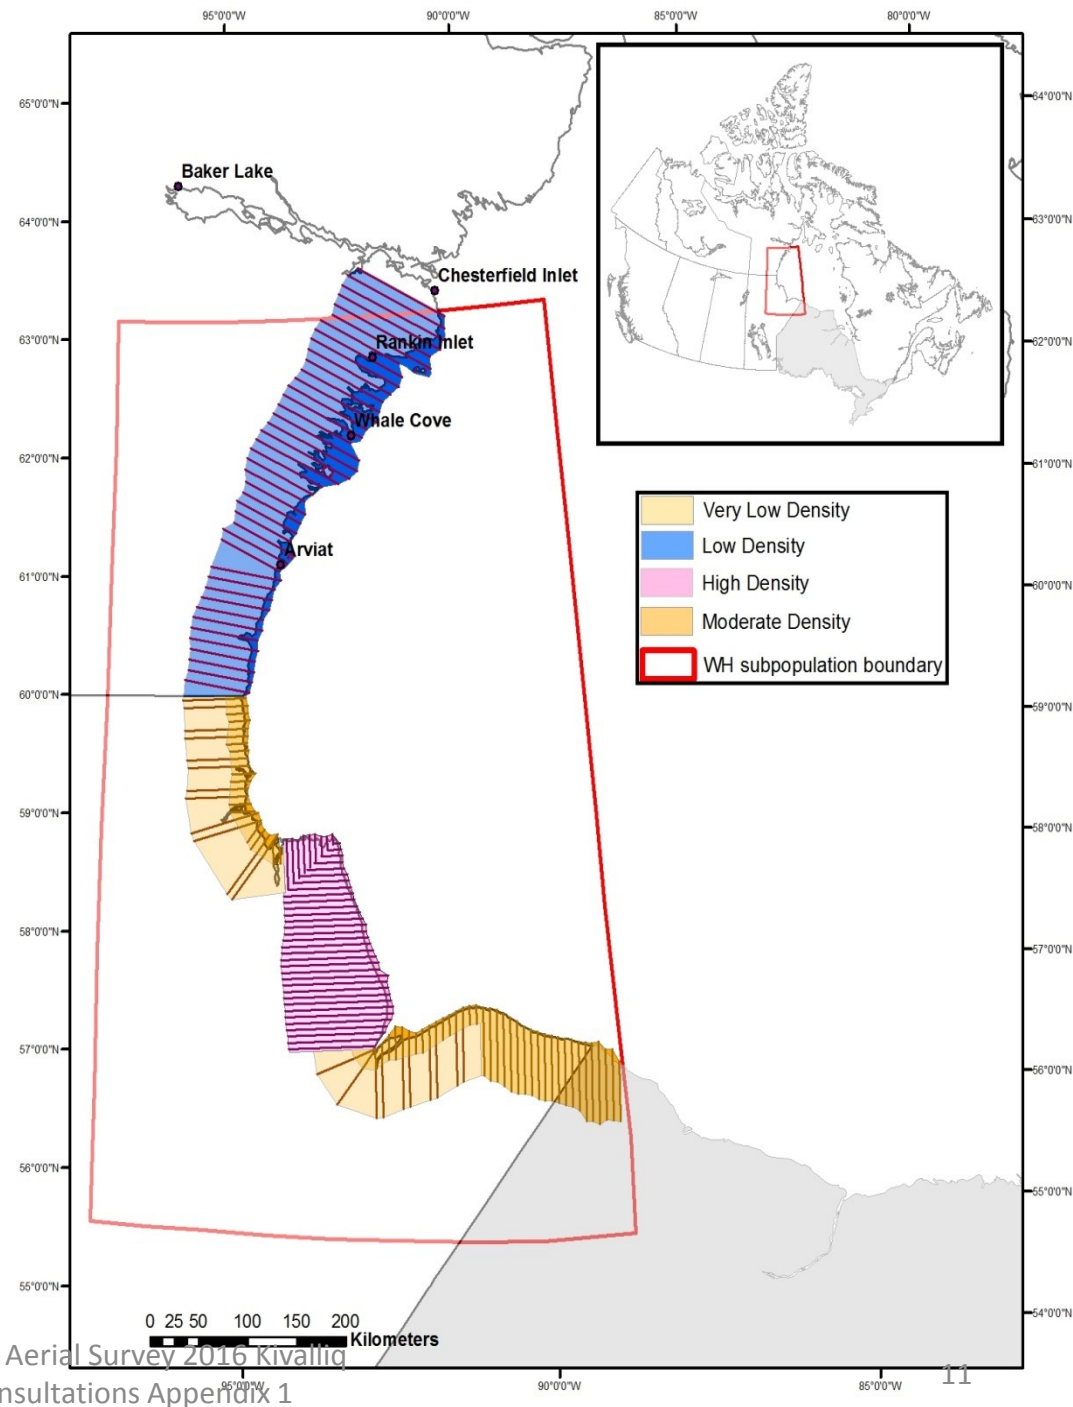 95°0'0"W 90°0'0"W 85°0'0"W 80°0'0"W
65°0'0"N
64°0'0"N
Baker Lake
64°0'0"N
63°0'0"N
Chesterfield Inlet
63°0'0"N
Rankin Inlet
62°0'0"N
Whale Cove
62°0'0"N
61°0'0"N
Very Low Density
Low Density
High Density
Moderate Density
WH subpopulation boundary
Arviat
61°0'0"N
60°0'0"N
60°0'0"N
59°0'0"N
59°0'0"N
58°0'0"N
58°0'0"N
57°0'0"N
57°0'0"N
56°0'0"N
56°0'0"N
55°0'0"N
55°0'0"N
54°0'0"N
0 25 50 100 150 200
Kilometers
Aerial Survey 2016 Kivalliq
nsultations Appendix 1
95°0'0"W 90°0'0"W 85°0'0"W
11